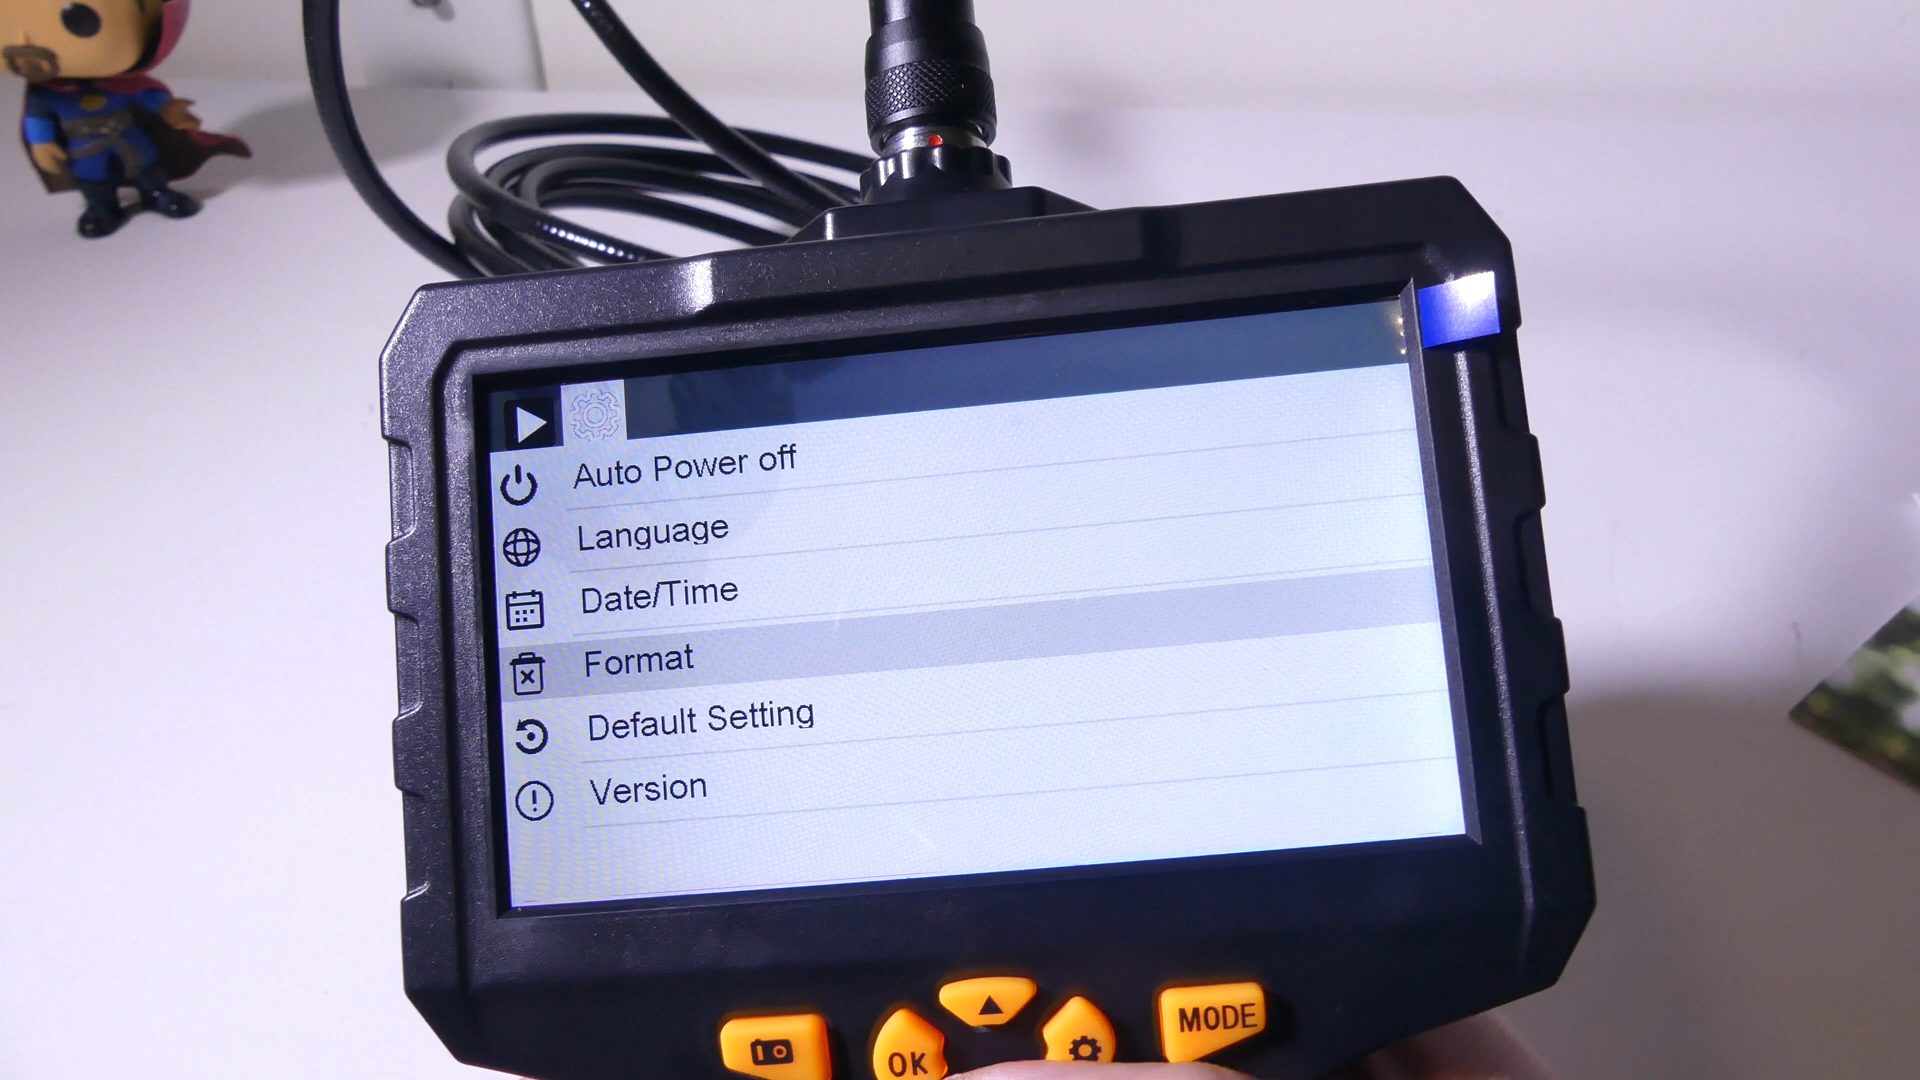 Auto Power off
Language
Date/Time
Format
Default Setting
Version
OK
MODE